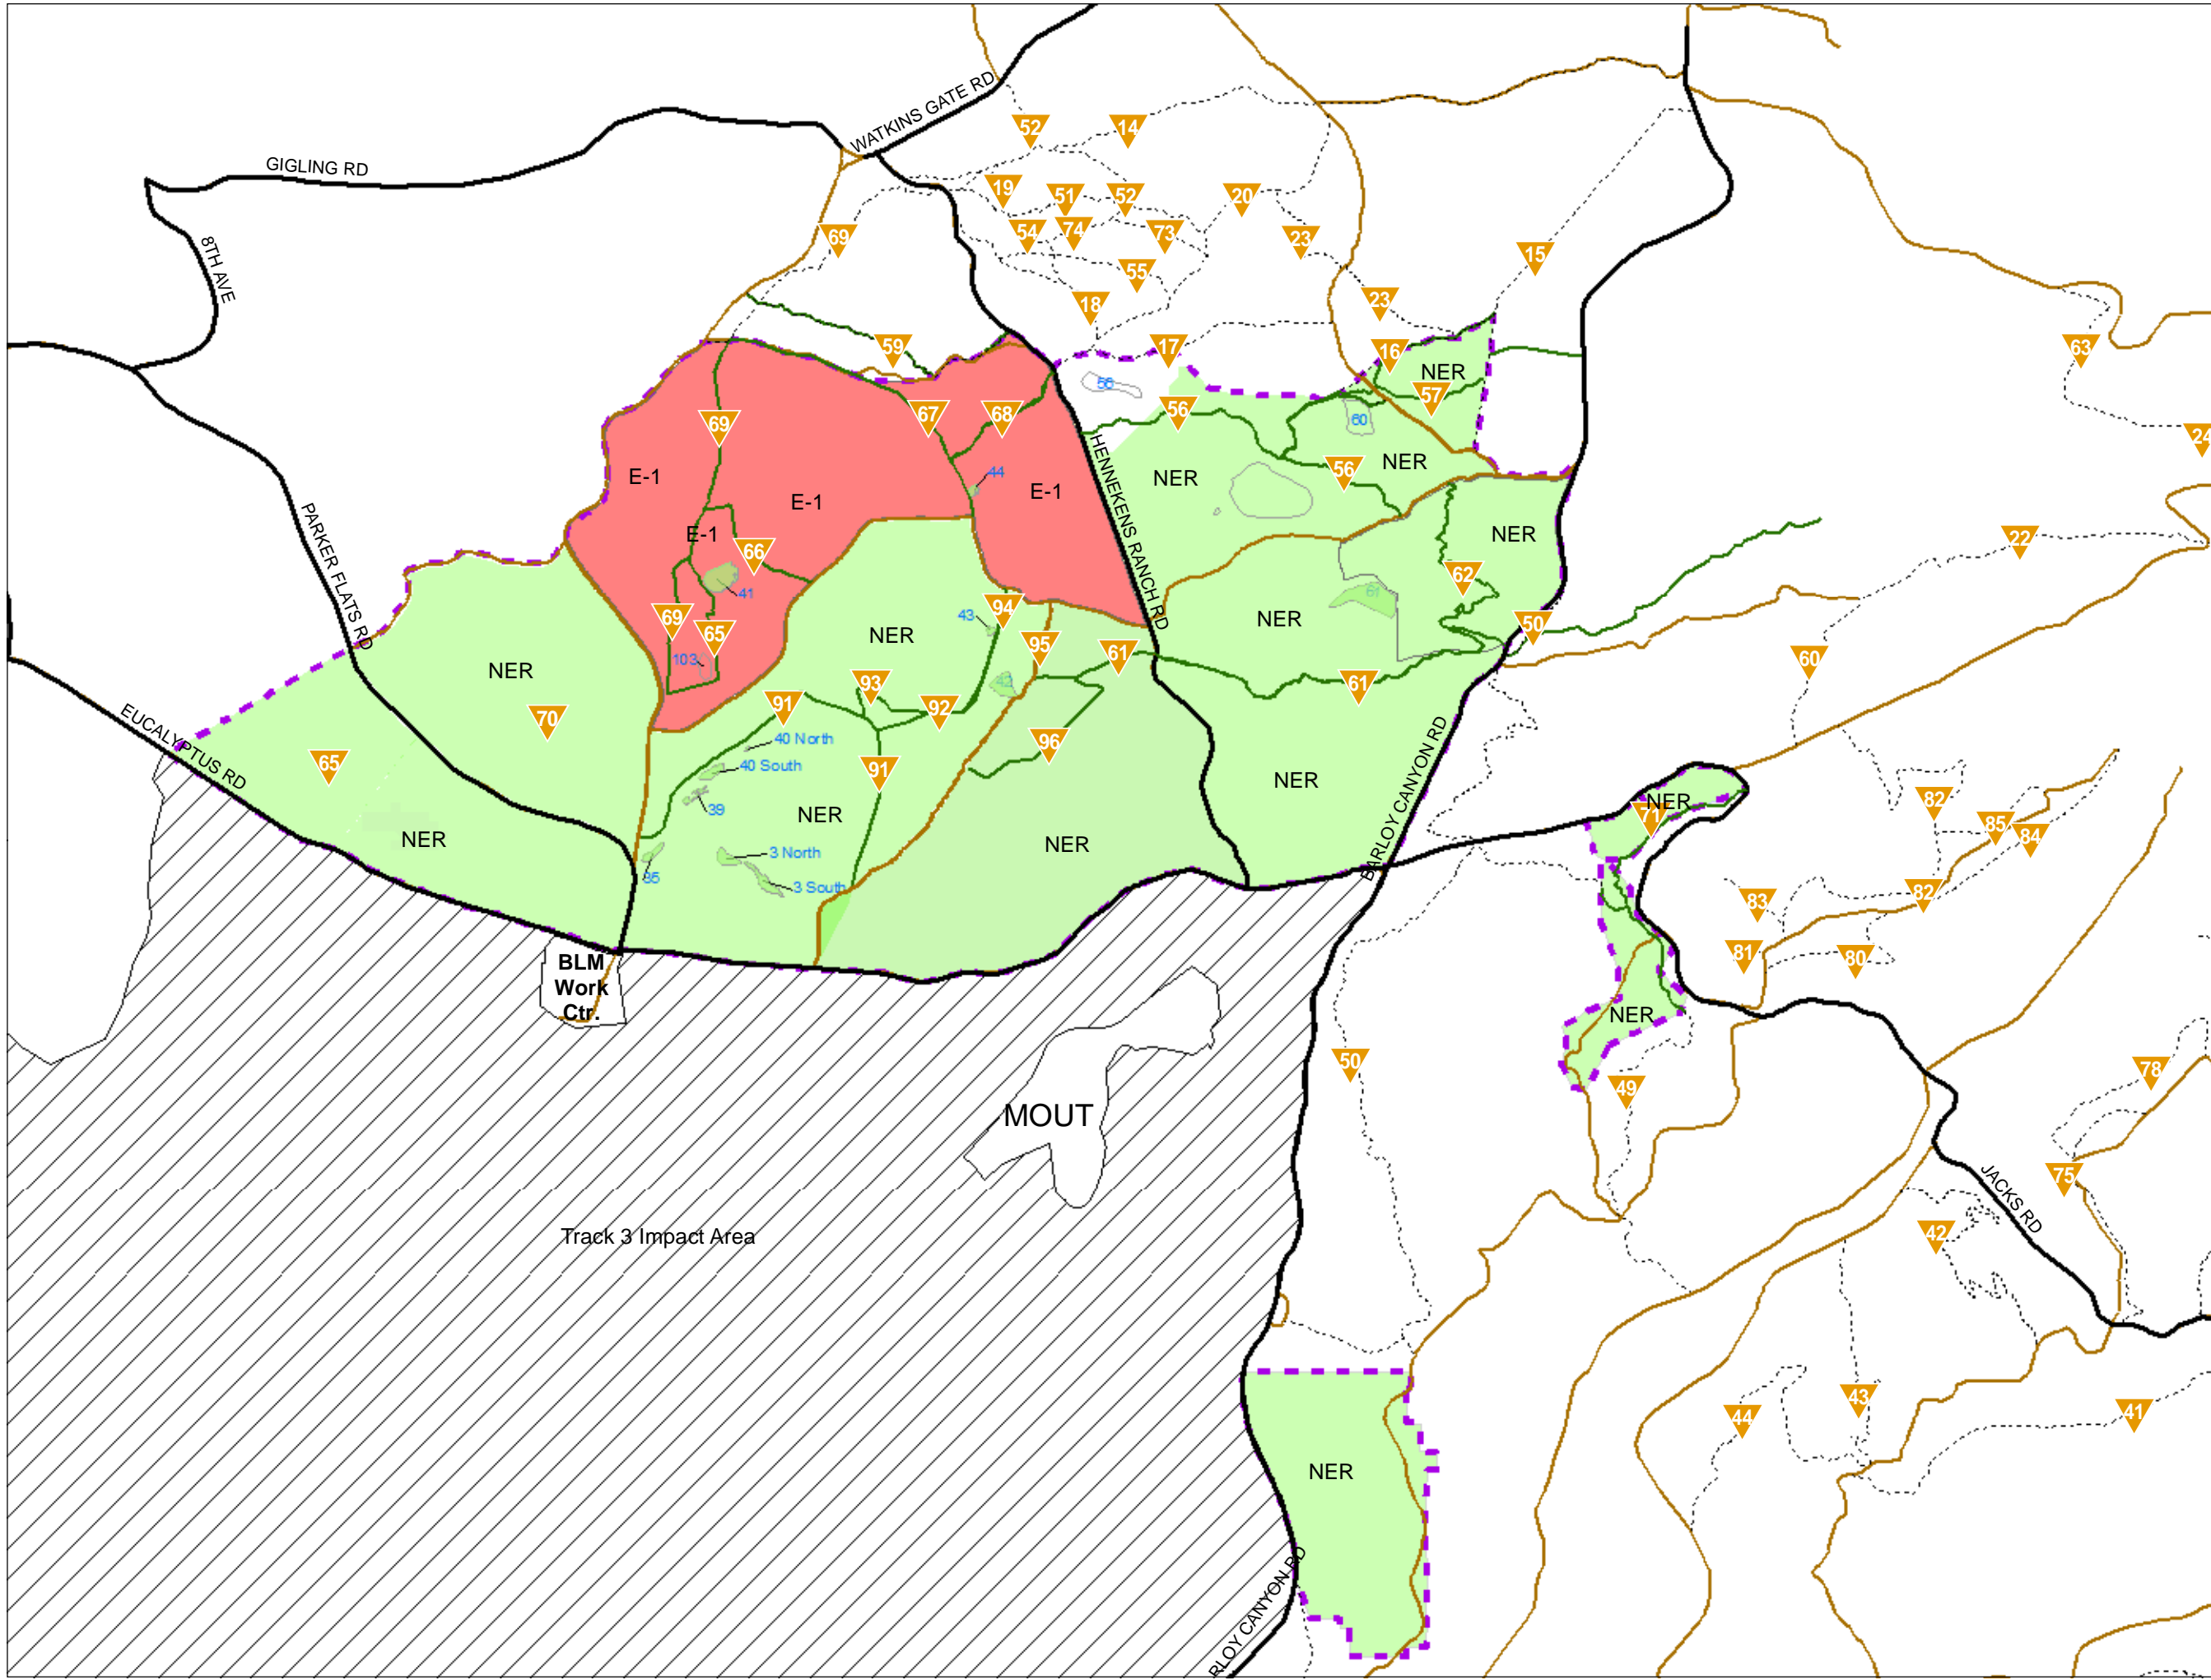 WATKINS GATE RD
52
14
GIGLING RD
19
51
52
20
54
74
73
23
69
8TH AVE
15
55
18
23
59
17
16
63
NER
56
57
67
68
56
60
69
24
HENNEKENS RANCH RD
E-1
44
NER
56
NER
E-1
E-1
PARKER FLATS RD
E-1
66
NER
22
62
41
61
69
65
43
94
NER
50
NER
95
61
103
60
NER
93
42
61
70
91
92
EUCALYPTUS RD
40 North
96
BARLOY CANYON RD
65
40 South
91
NER
39
NER
NER
71
82
85
84
NER
NER
3 North
35
3 South
82
83
81
80
BLM
Work
Ctr.
NER
50
49
78
MOUT
75
JACKS RD
Track 3 Impact Area
42
43
44
41
NER
RLOY CANYON RD